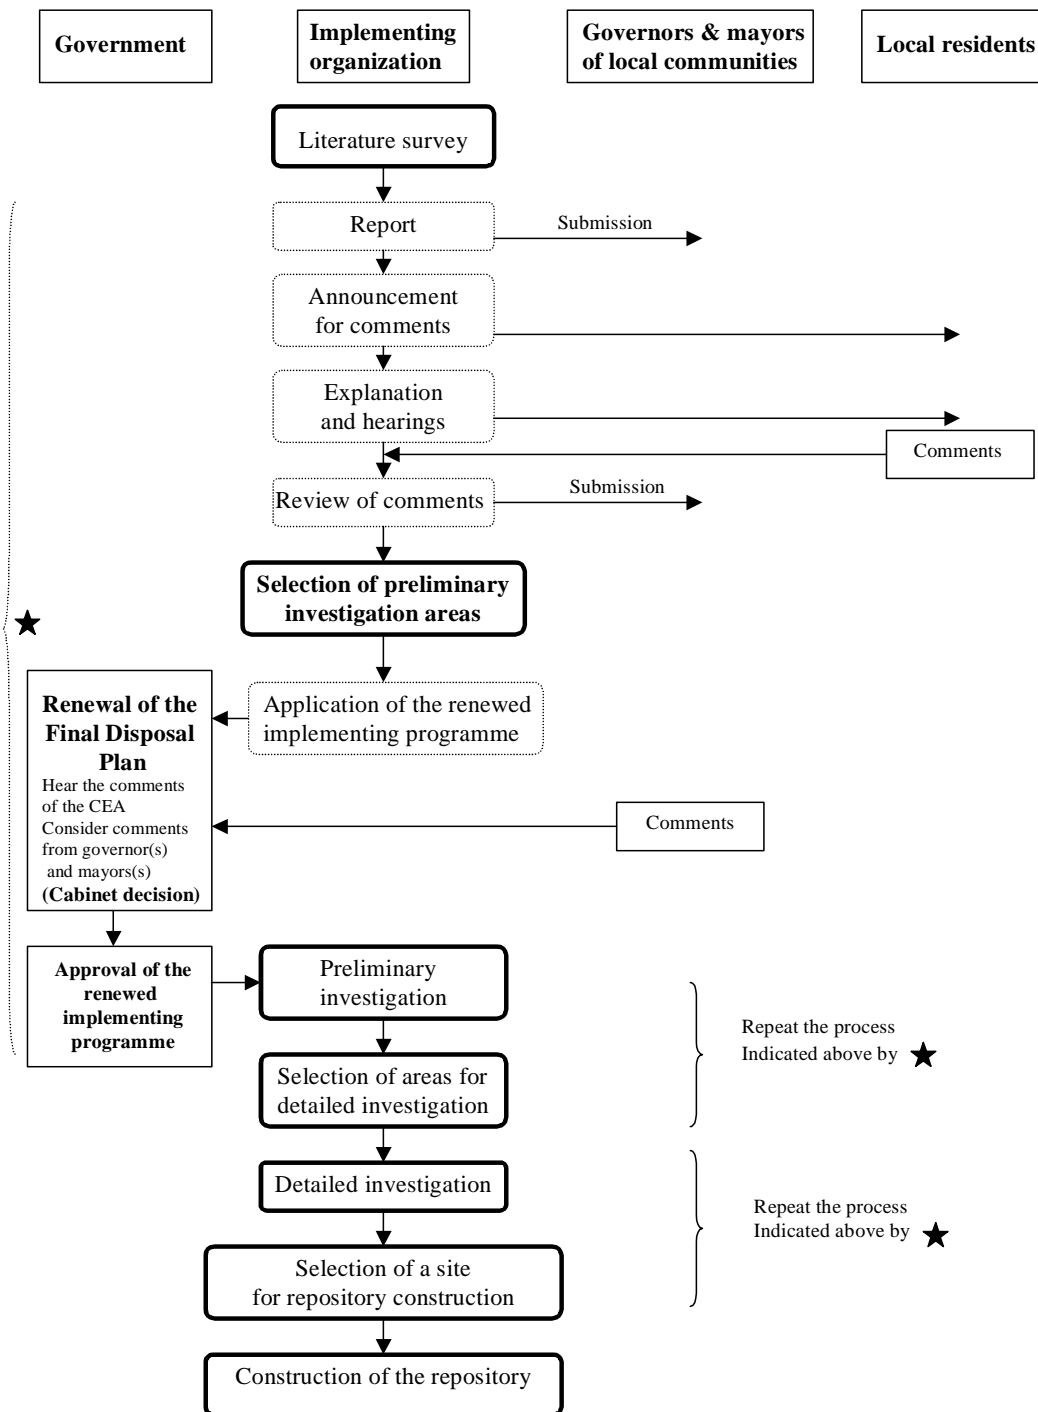 Government
Implementing
organization
Governors & mayors
of local communities
Local residents
Literature survey
Report
Submission
Announcement
for comments
Explanation
and hearings
Comments
Review of comments
Submission
Selection of preliminary
investigation areas
Renewal of the
Final Disposal
Plan
Hear the comments
of the CEA
Consider comments
from governor(s)
and mayors(s)
(Cabinet decision)
Application of the renewed
implementing programme
Comments
Approval of the
renewed
implementing
programme
Preliminary
investigation
Repeat the process
Indicated above by ★
Selection of areas for
detailed investigation
Detailed investigation
Repeat the process
Indicated above by ★
Selection of a site
for repository construction
Construction of the repository